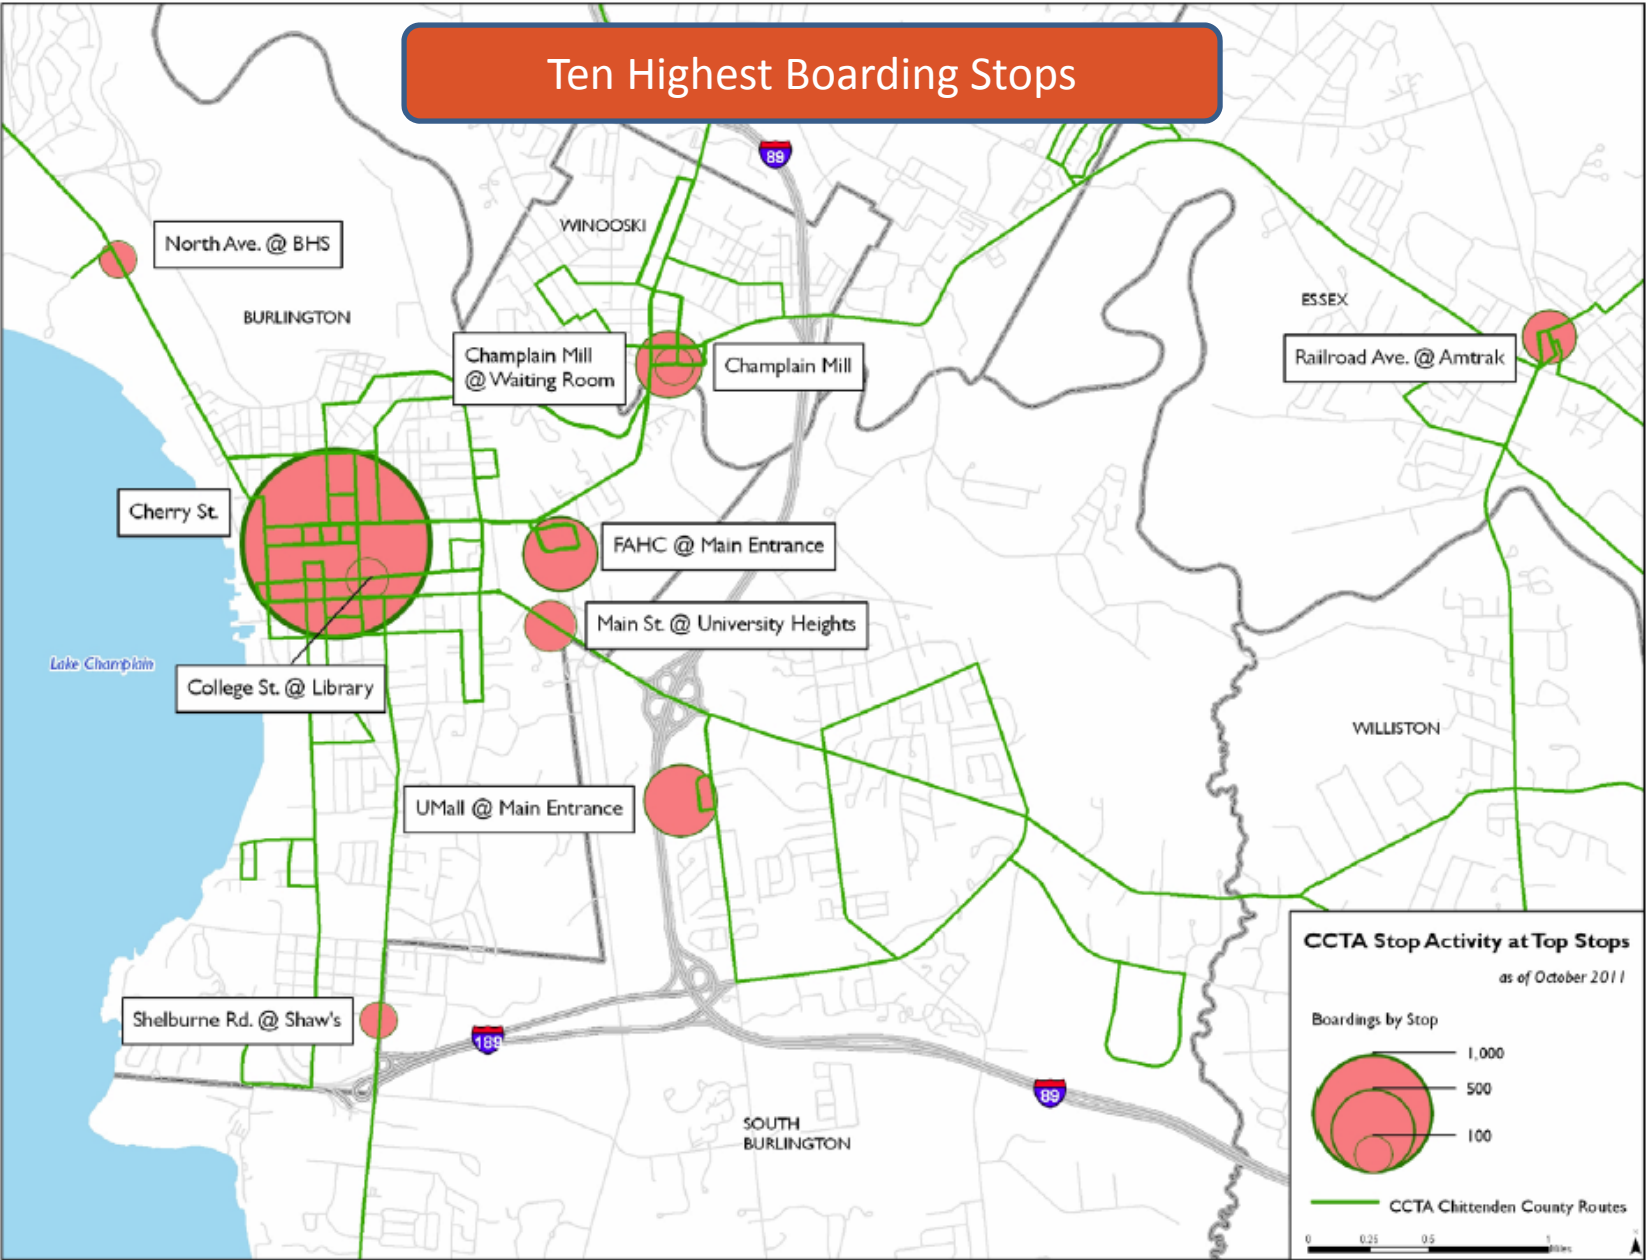 Ten Highest Boarding Stops
89
WINOOSKI
North Ave. @ BHS
BURLINGTON
ESSEX
Champlain Mill
@ Waiting Room
Champlain Mill
Railroad Ave. @ Amtrak
Cherry St.
FAHC @ Main Entrance
Main St. @ University Heights
Lake Champlain
College St. @ Library
WILLISTON
UMall @ Main Entrance
Shelburne Rd. @ Shaw's
189
89
SOUTH
BURLINGTON
CCTA Stop Activity at Top Stops
as of October 2011
Boardings by Stop
1,000
500
100
CCTA Chittenden County Routes
0 0.25 0.5 1
Miles